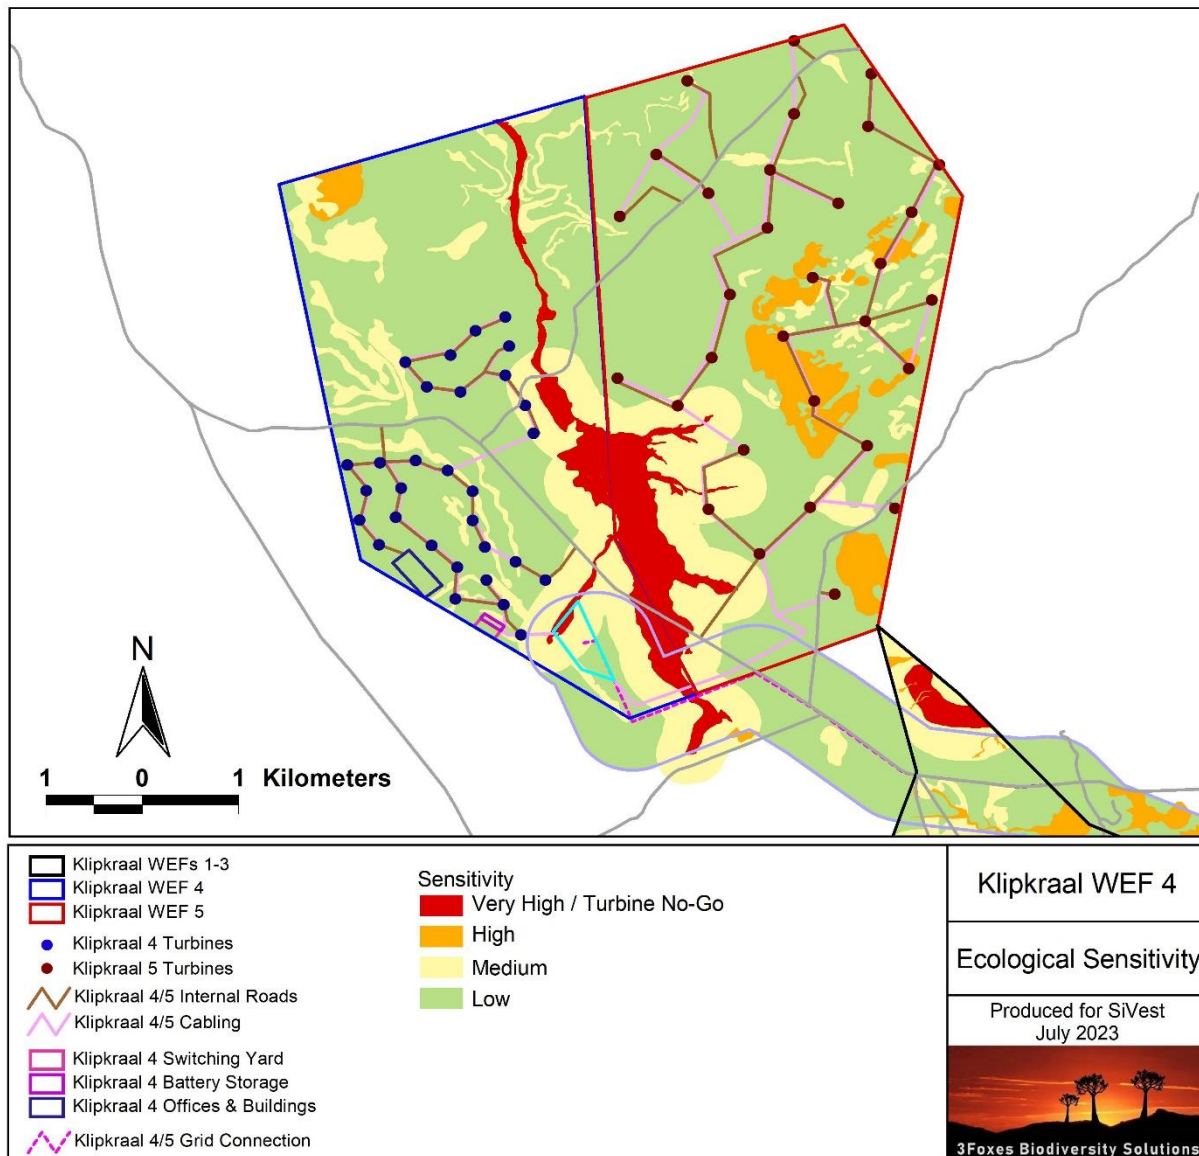 N
1 0 1 Kilometers
Klipkraal WEFs 1-3
Klipkraal WEF 4
Klipkraal WEF 5
Klipkraal 4 Turbines
Klipkraal 5 Turbines
Klipkraal 4/5 Internal Roads
Klipkraal 4/5 Cabling
Klipkraal 4 Switching Yard
Klipkraal 4 Battery Storage
Klipkraal 4 Offices & Buildings
Klipkraal 4/5 Grid Connection
Sensitivity
Very High / Turbine No-Go
High
Medium
Low
Klipkraal WEF 4
Ecological Sensitivity
Produced for SiVest
July 2023
3Foxes Biodiversity Solutions